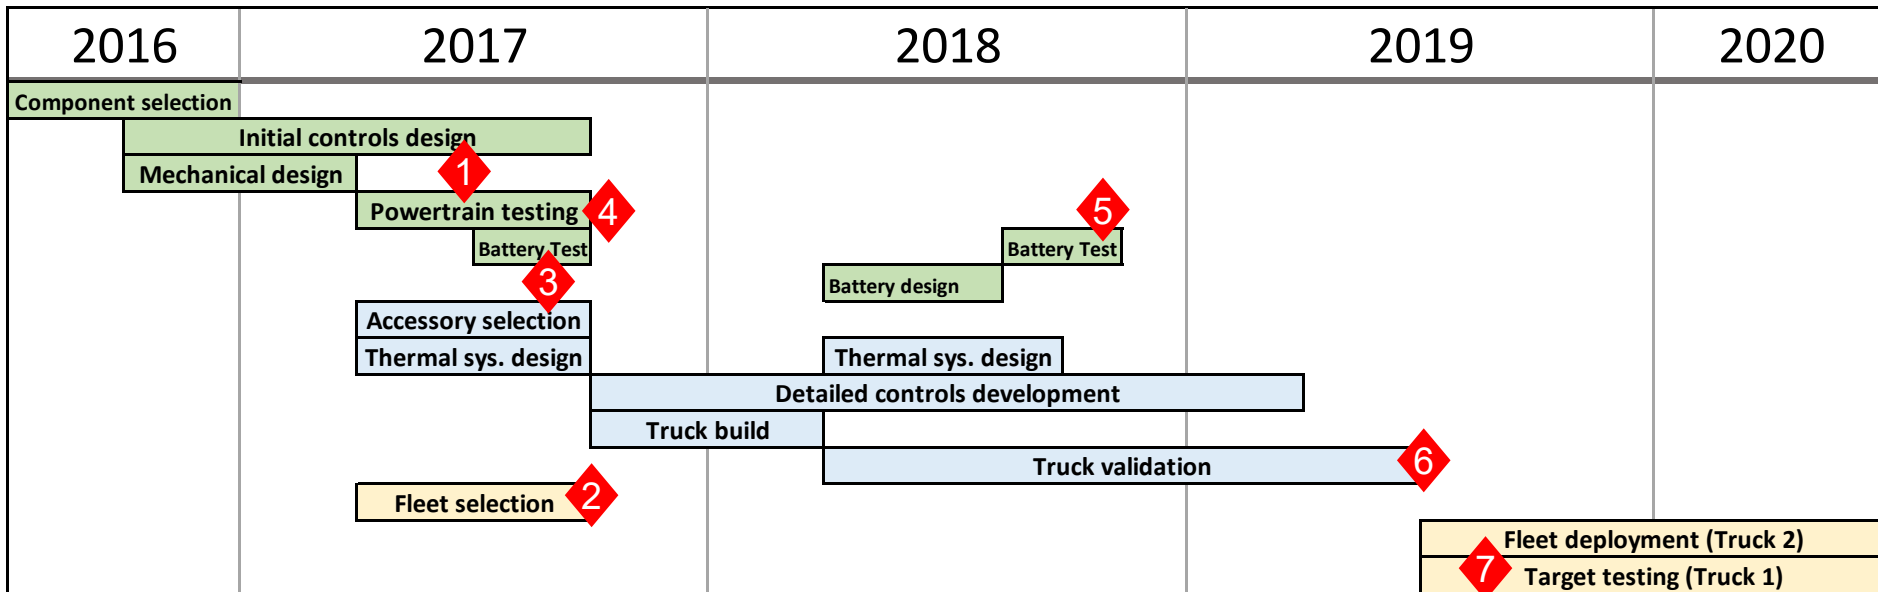 2016 2017 2018 2019 2020
Component selection
Initial controls design
Mechanical design 1
Powertrain testing 4 5
Battery Test Battery Test
3 Battery design
Accessory selection
Thermal sys. design Thermal sys. design
Detailed controls development
Truck build
Truck validation 6
Fleet selection 2
Fleet deployment (Truck 2)
7 Target testing (Truck 1)